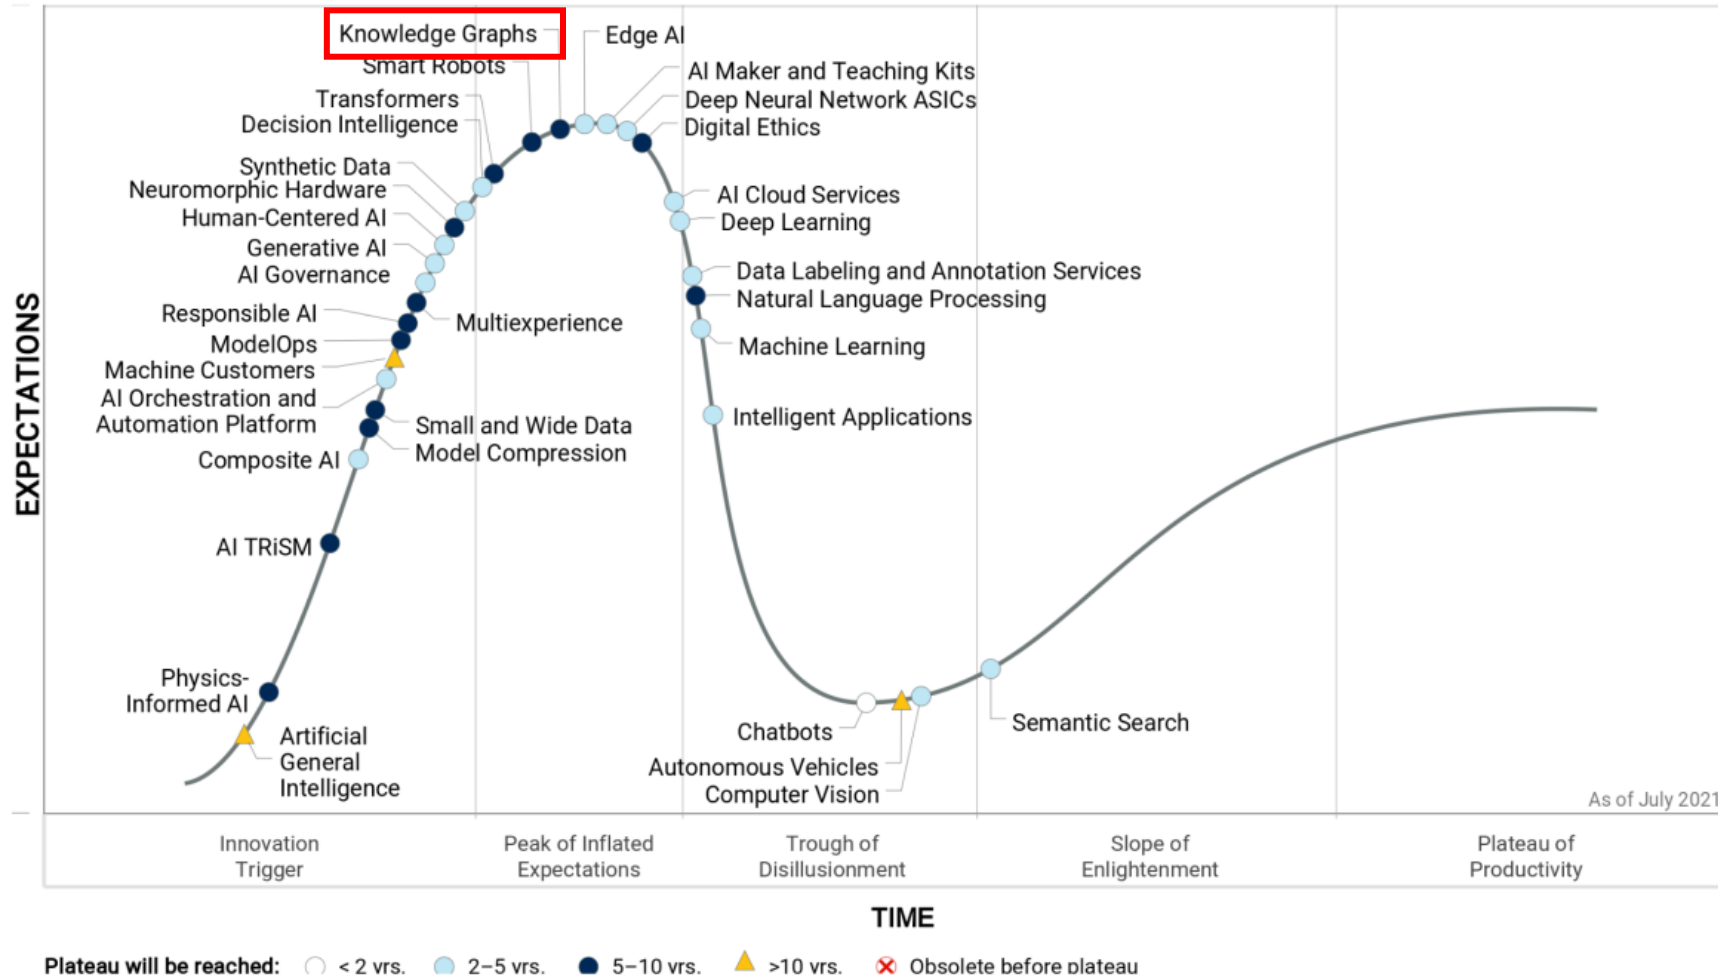 Knowledge Graphs
Edge AI
Smart Robots
AI Maker and Teaching Kits
Transformers
Deep Neural Network ASICs
Decision Intelligence
Digital Ethics
Synthetic Data
Neuromorphic Hardware
AI Cloud Services
Human-Centered AI
Deep Learning
Generative AI
AI Governance
Data Labeling and Annotation Services
Natural Language Processing
Responsible AI
Multiexperience
ModelOps
Machine Learning
Machine Customers
AI Orchestration and
Automation Platform
Small and Wide Data
Intelligent Applications
Model Compression
Composite AI
EXPECTATIONS
AI TRiSM
Physics-
Informed AI
Artificial
General
Intelligence
Chatbots
Semantic Search
Autonomous Vehicles
Computer Vision
As of July 2021
Innovation
Trigger
Peak of Inflated
Expectations
Trough of
Disillusionment
Slope of
Enlightenment
Plateau of
Productivity
TIME
Plateau will be reached: < 2 yrs. 2–5 yrs. 5–10 yrs. >10 yrs. Obsolete before plateau